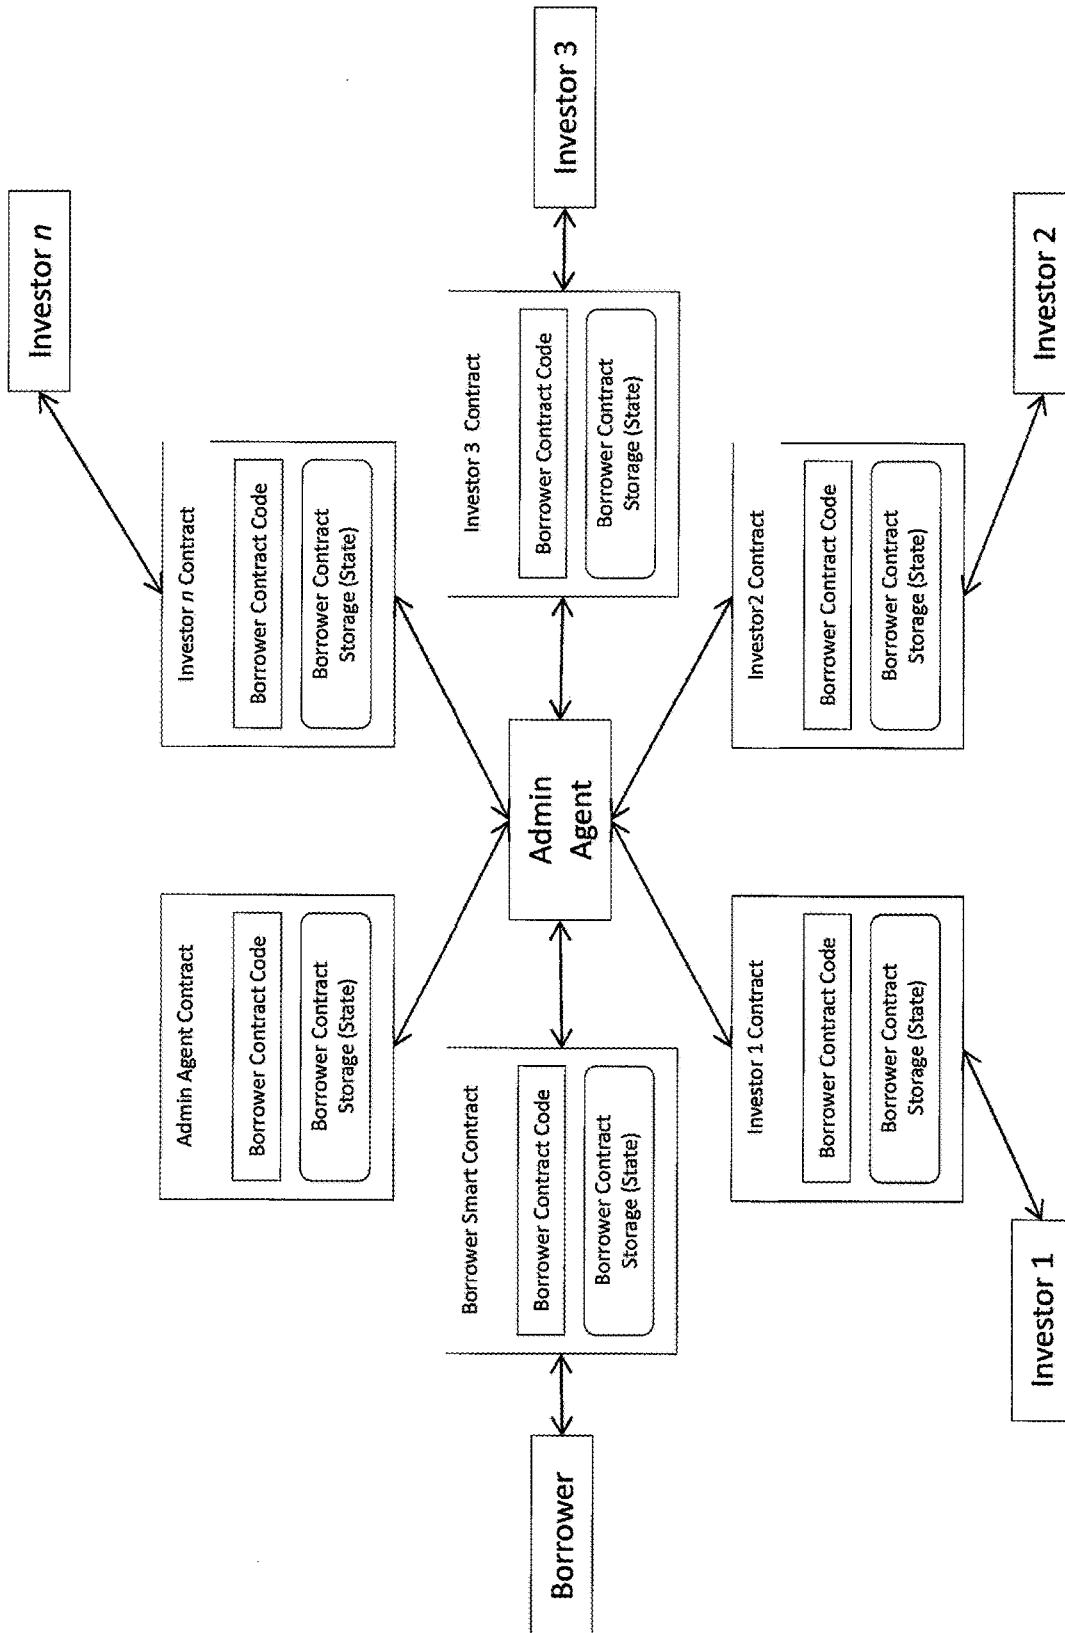 Investor n
Admin Agent Contract
Borrower Contract Code
Borrower Contract
Storage (State)
Investor n Contract
Borrower Contract Code
Borrower Contract
Storage (State)
Borrower
Borrower Smart Contract
Borrower Contract Code
Borrower Contract
Storage (State)
Admin
Agent
Investor 3 Contract
Borrower Contract Code
Borrower Contract
Storage (State)
Investor 3
Investor 1 Contract
Borrower Contract Code
Borrower Contract
Storage (State)
Investor2 Contract
Borrower Contract Code
Borrower Contract
Storage (State)
Investor 1
Investor 2